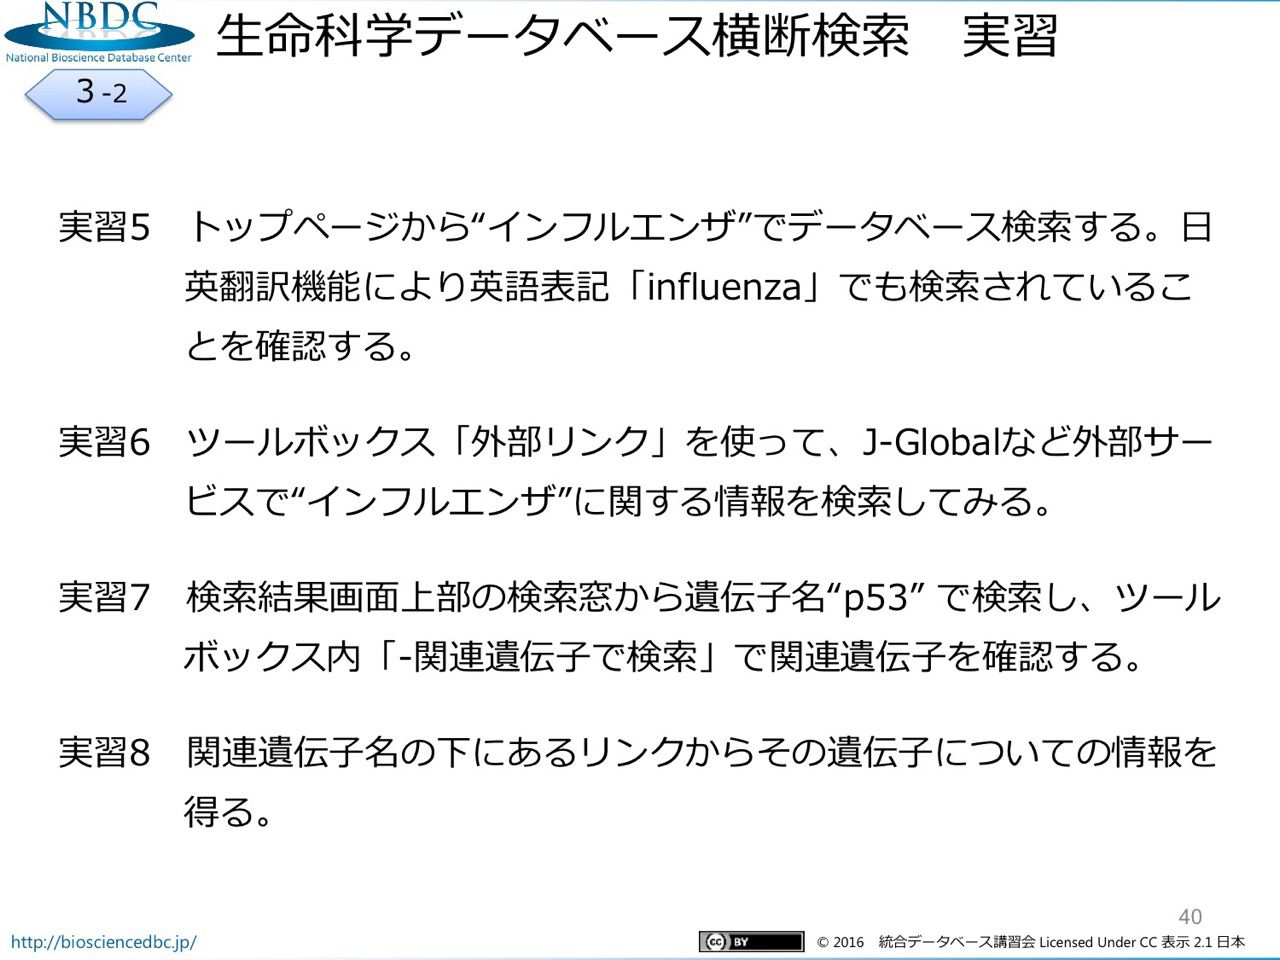 NBDC
National Bioscience Database Center
生命科学データベース横断検索　実習
3 -2
実習5　トップページから“インフルエンザ”でデータベース検索する。日
英翻訳機能により英語表記「influenza」でも検索されているこ
とを確認する。
実習6　ツールボックス「外部リンク」を使って、J-Globalなど外部サー
ビスで“インフルエンザ”に関する情報を検索してみる。
実習7　検索結果画面上部の検索窓から遺伝子名“p53” で検索し、ツール
ボックス内「-関連遺伝子で検索」で関連遺伝子を確認する。
実習8　関連遺伝子名の下にあるリンクからその遺伝子についての情報を
得る。
40
http://biosciencedbc.jp/
cc BY
© 2016　統合データベース講習会 Licensed Under CC 表示 2.1 日本